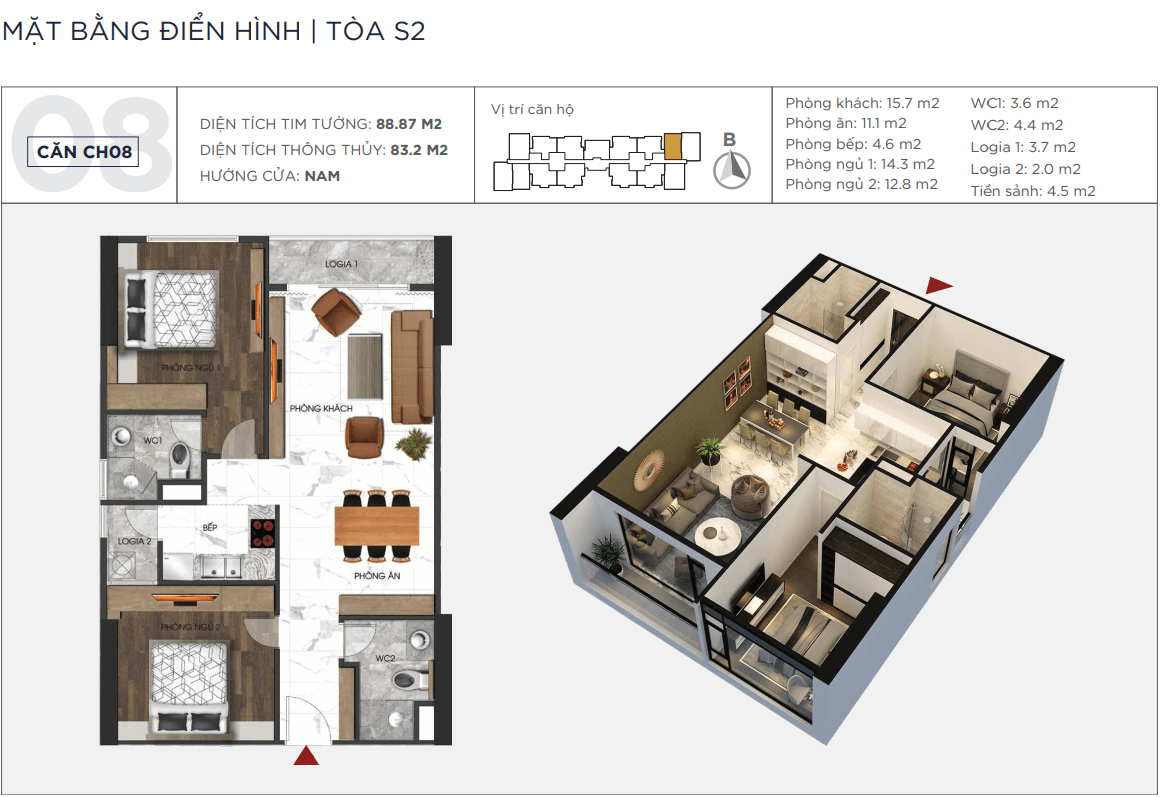 MẶT BẰNG ĐIỂN HÌNH | TÒA S2
08
CĂN CH08
DIỆN TÍCH TIM TƯỜNG: 88.87 M2
DIỆN TÍCH THÔNG THỦY: 83.2 M2
HƯỚNG CỬA: NAM
Vị trí căn hộ
B
Phòng khách: 15.7 m2
Phòng ăn: 11.1 m2
Phòng bếp: 4.6 m2
Phòng ngủ 1: 14.3 m2
Phòng ngủ 2: 12.8 m2
WC1: 3.6 m2
WC2: 4.4 m2
Logia 1: 3.7 m2
Logia 2: 2.0 m2
Tiền sảnh: 4.5 m2
LOGIA 1
PHÒNG NGỦ 1
PHÒNG KHÁCH
WC1
BẾP
LOGIA 2
PHÒNG ĂN
PHÒNG NGỦ 2
WC2